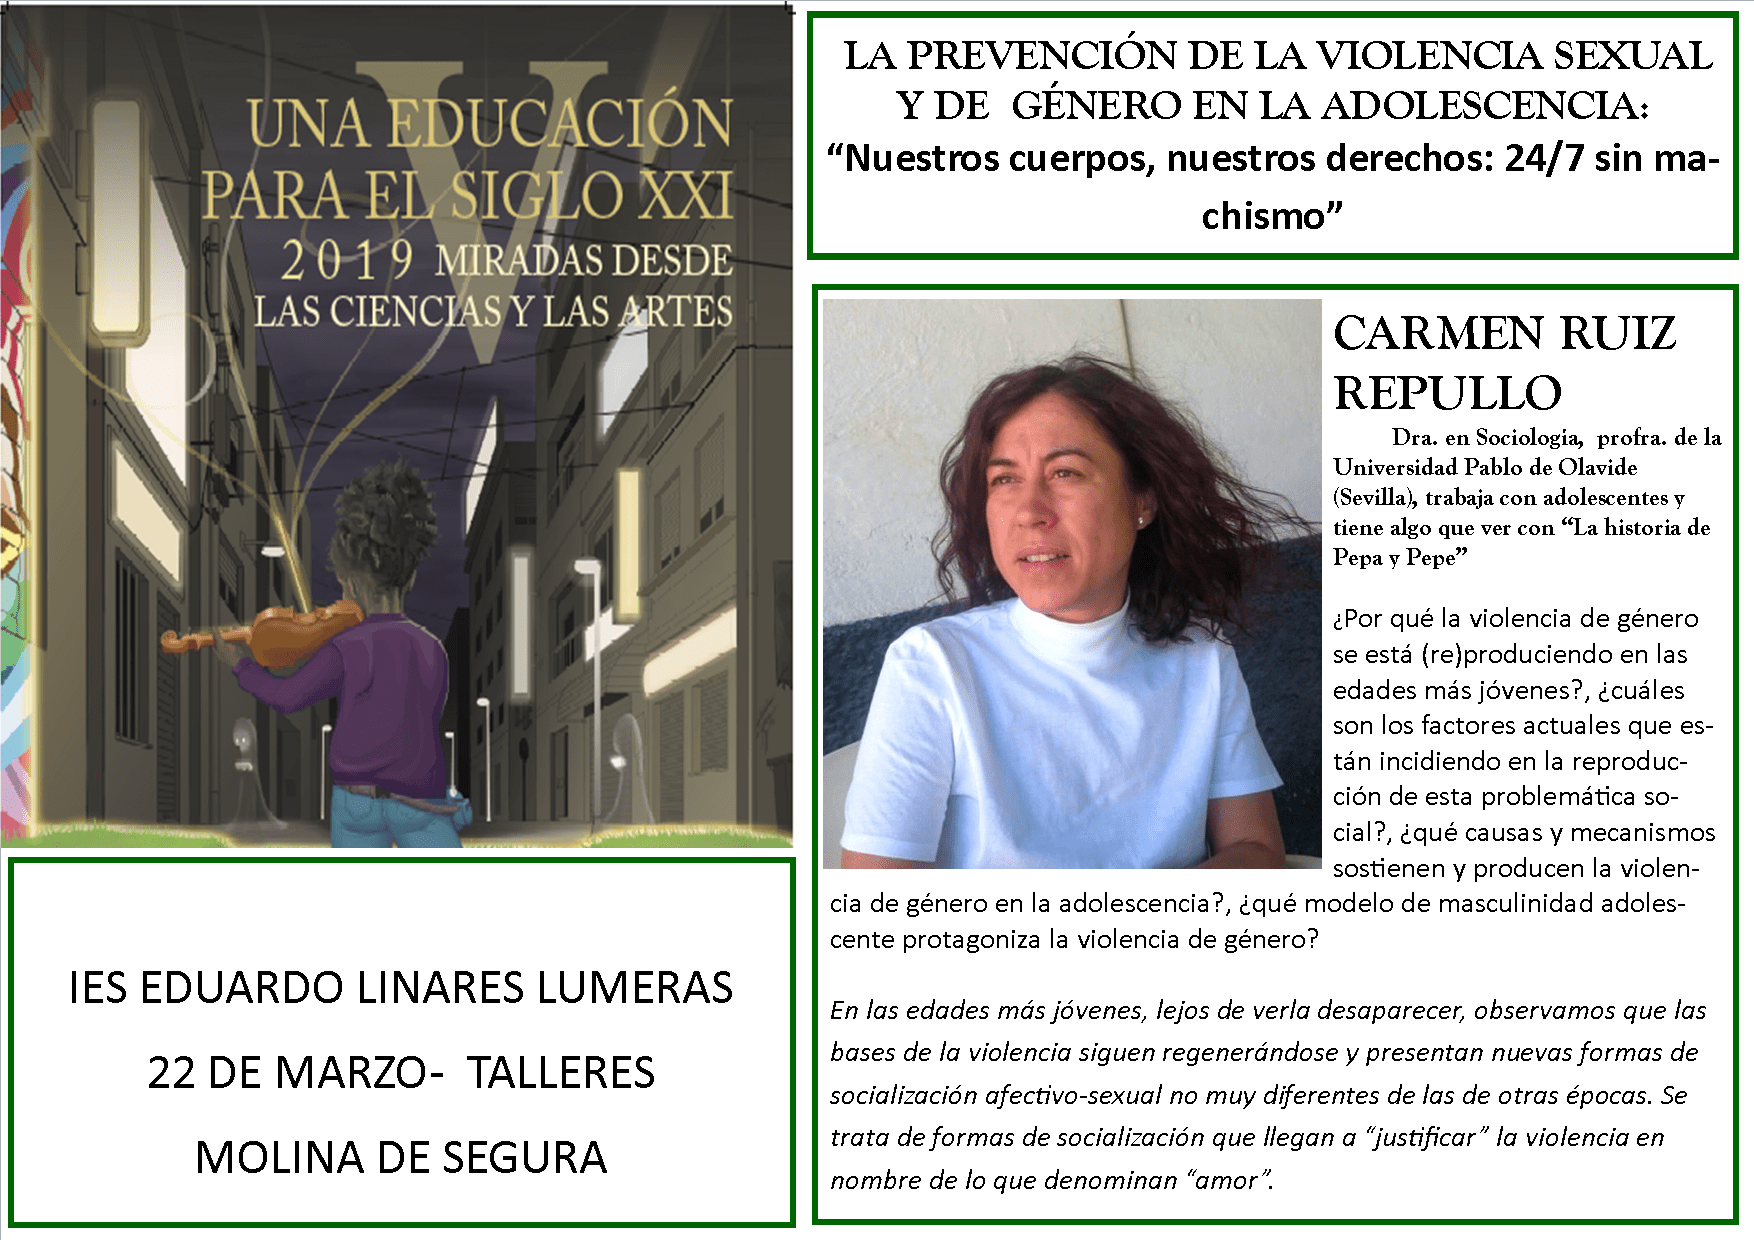 V
UNA EDUCACIÓN
PARA EL SIGLO XXI
2019 MIRADAS DESDE
LAS CIENCIAS Y LAS ARTES
IES EDUARDO LINARES LUMERAS
22 DE MARZO- TALLERES
MOLINA DE SEGURA
LA PREVENCIÓN DE LA VIOLENCIA SEXUAL
Y DE GÉNERO EN LA ADOLESCENCIA:
“Nuestros cuerpos, nuestros derechos: 24/7 sin ma-
chismo”
CARMEN RUIZ
REPULLO
Dra. en Sociología, profra. de la
Universidad Pablo de Olavide
(Sevilla), trabaja con adolescentes y
tiene algo que ver con “La historia de
Pepa y Pepe”
¿Por qué la violencia de género
se está (re)produciendo en las
edades más jóvenes?, ¿cuáles
son los factores actuales que es-
tán incidiendo en la reproduc-
ción de esta problemática so-
cial?, ¿qué causas y mecanismos
sostienen y producen la violen-
cia de género en la adolescencia?, ¿qué modelo de masculinidad adoles-
cente protagoniza la violencia de género?
En las edades más jóvenes, lejos de verla desaparecer, observamos que las
bases de la violencia siguen regenerándose y presentan nuevas formas de
socialización afectivo-sexual no muy diferentes de las de otras épocas. Se
trata de formas de socialización que llegan a “justificar” la violencia en
nombre de lo que denominan “amor”.